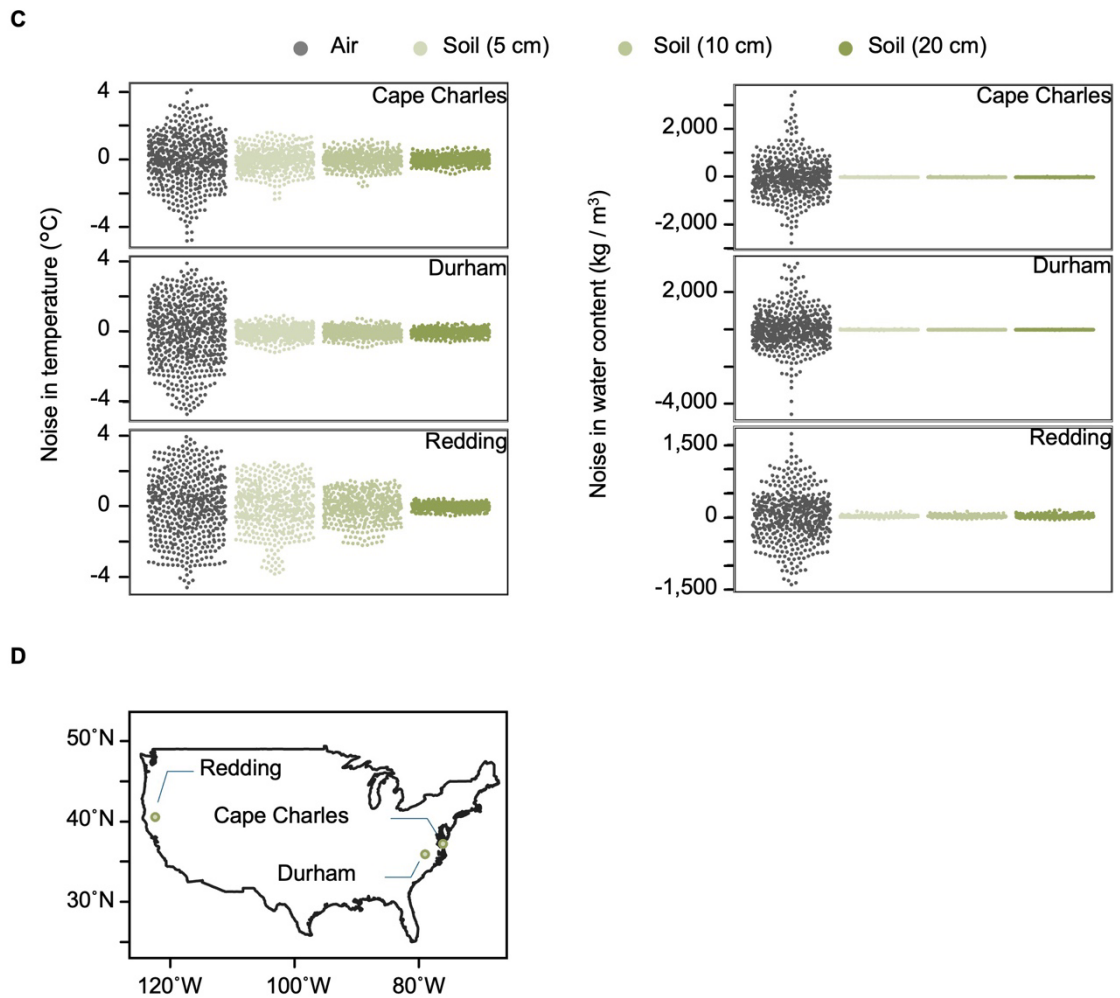 C
Air Soil (5 cm) Soil (10 cm) Soil (20 cm)
Noise in temperature (°C)
4
0
-4
Cape Charles
4
0
-4
Durham
4
0
-4
Redding
Noise in water content (kg / m³)
2,000
0
-2,000
Cape Charles
2,000
-4,000
Durham
1,500
0
-1,500
Redding
D
50˚N
40˚N
30˚N
Redding
Cape Charles
Durham
120˚W 100˚W 80˚W